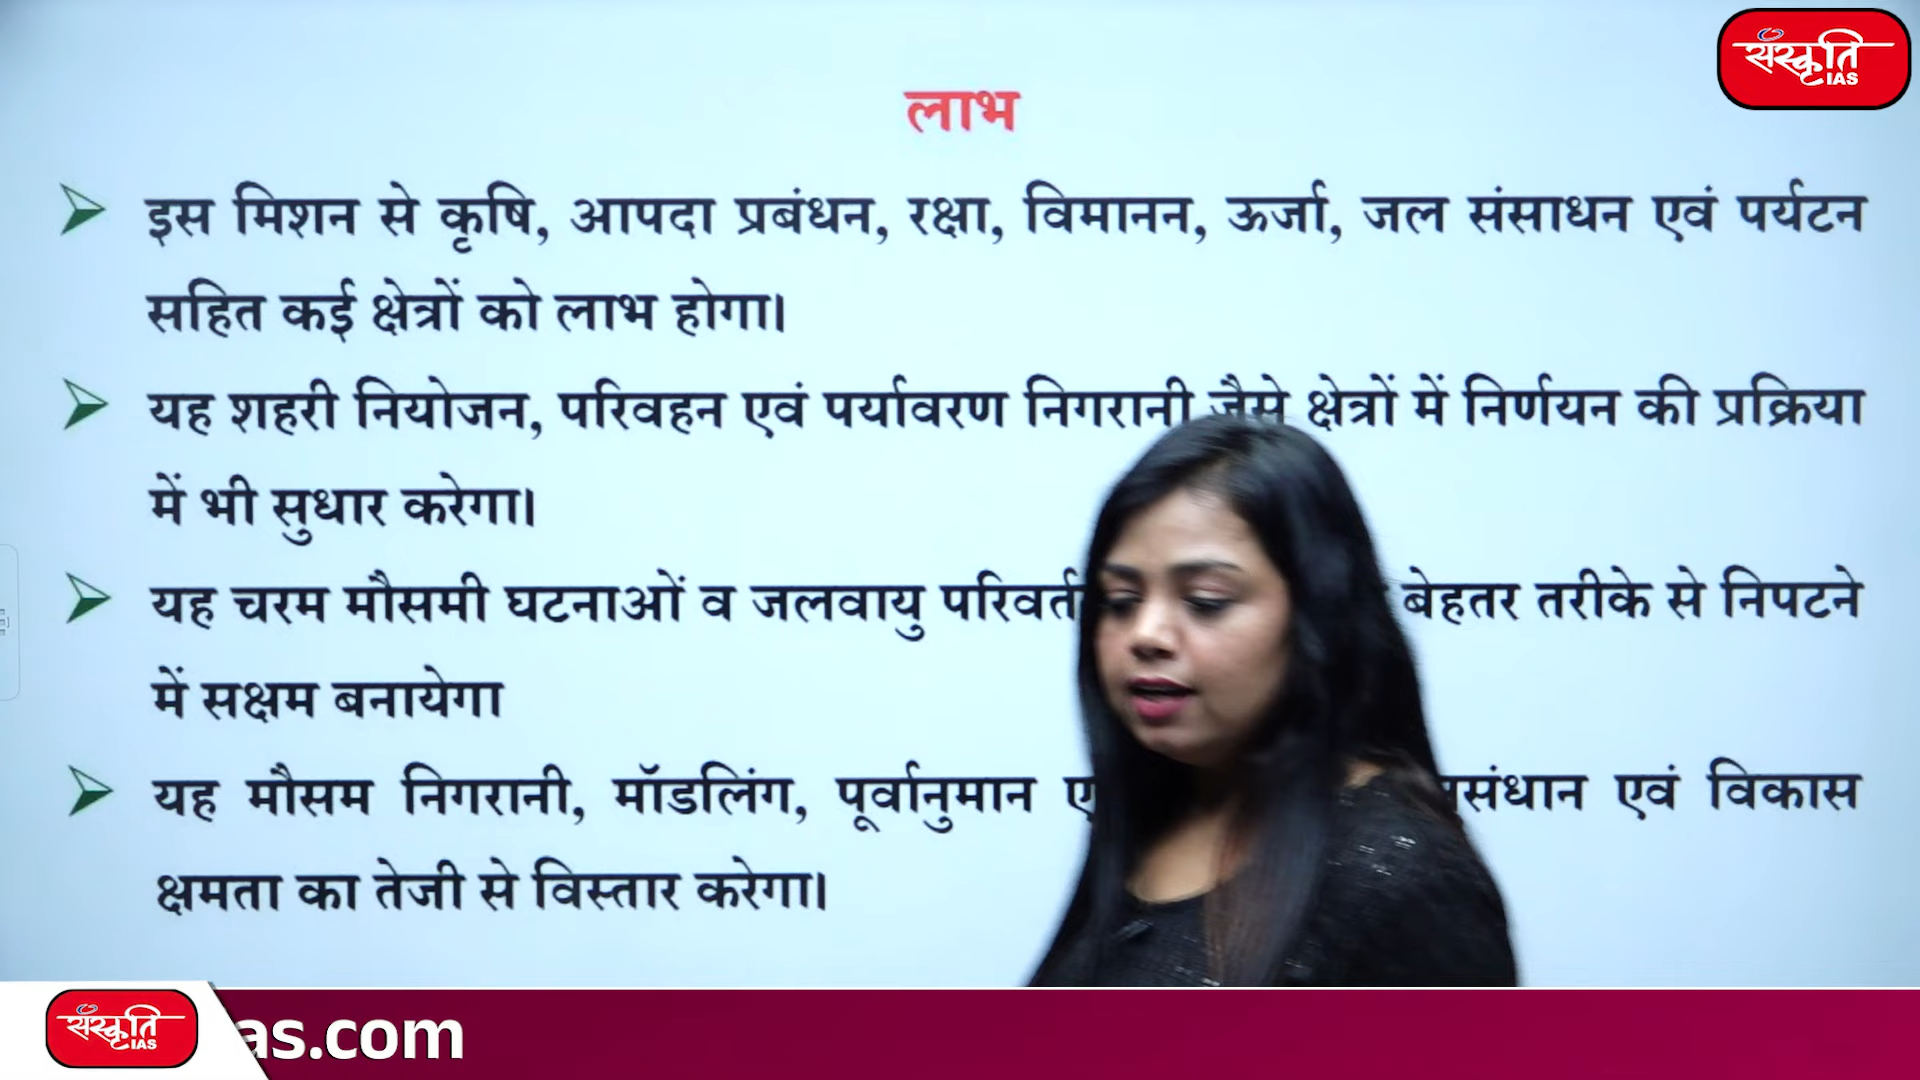 संस्कृति
IAS
लाभ
इस मिशन से कृषि, आपदा प्रबंधन, रक्षा, विमानन, ऊर्जा, जल संसाधन एवं पर्यटन
सहित कई क्षेत्रों को लाभ होगा।
यह शहरी नियोजन, परिवहन एवं पर्यावरण निगरानी जैसे क्षेत्रों में निर्णयन की प्रक्रिया
में भी सुधार करेगा।
यह चरम मौसमी घटनाओं व जलवायु बेहतर तरीके से निपटने
में सक्षम बनायेगा
यह मौसम निगरानी, मॉडलिंग, पूर्वानुमान एवं विकास
क्षमता का तेजी से विस्तार करेगा।
संस्कृति
IAS
as.com